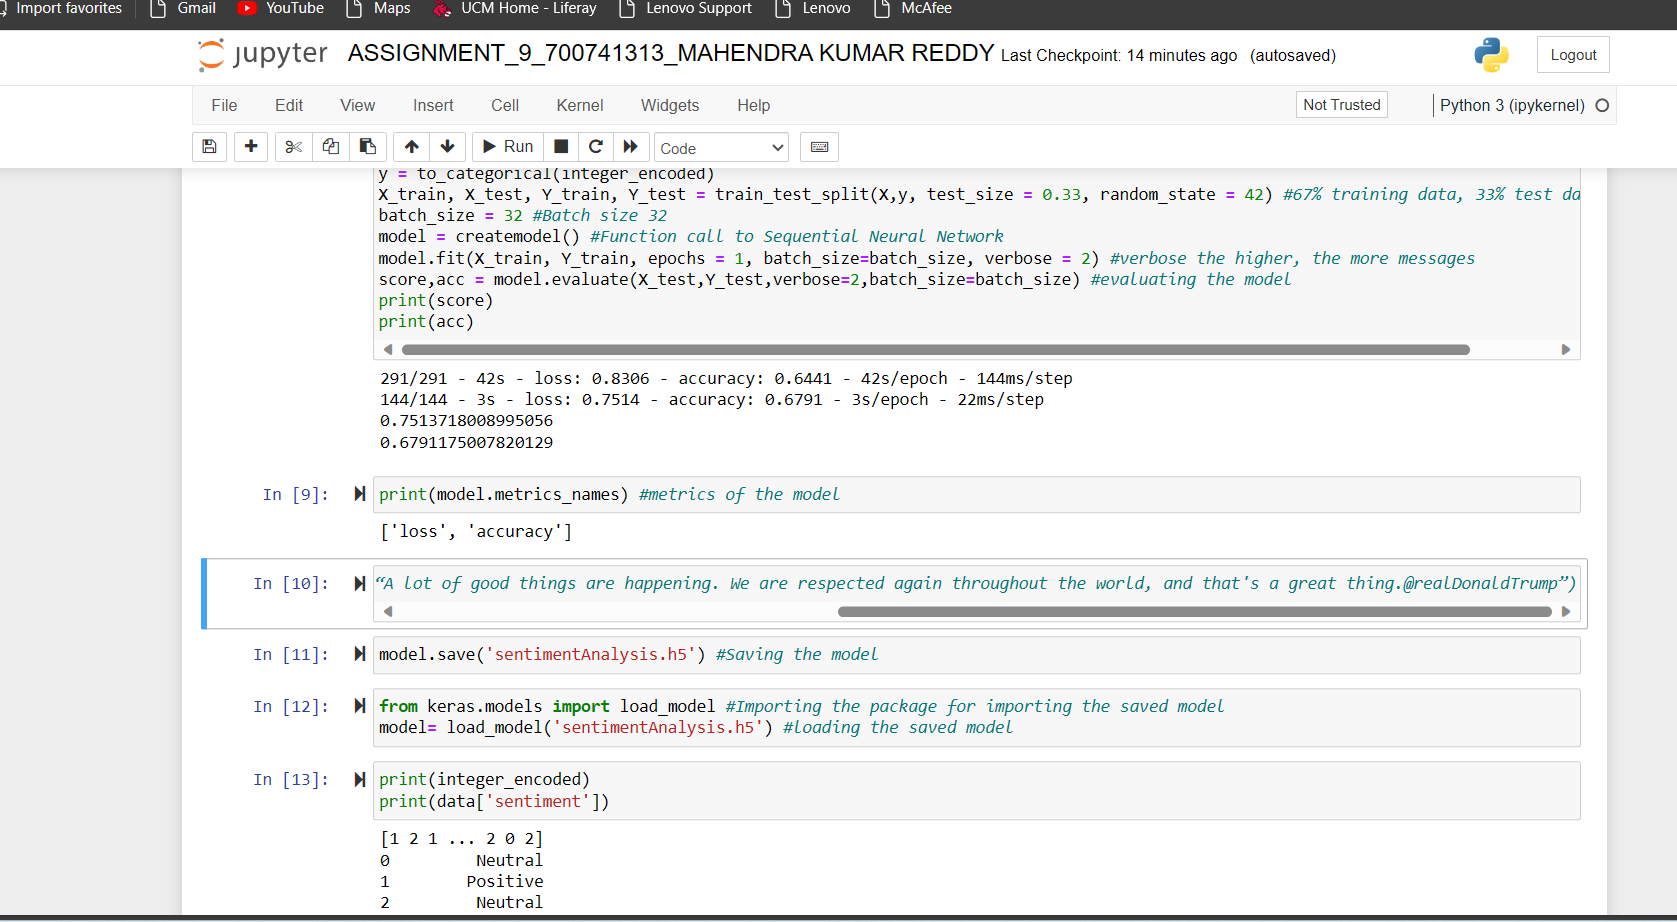 Import favorites Gmail YouTube Maps UCM Home - Liferay Lenovo Support Lenovo McAfee
jupyter ASSIGNMENT_9_700741313_MAHENDRA KUMAR REDDY Last Checkpoint: 14 minutes ago (autosaved) Logout
File Edit View Insert Cell Kernel Widgets Help Not Trusted Python 3 (ipykernel)
Run Code
y = to_categorical(integer_encoded)
X_train, X_test, Y_train, Y_test = train_test_split(X,y, test_size = 0.33, random_state = 42) #67% training data, 33% test da
batch_size = 32 #Batch size 32
model = createmodel() #Function call to Sequential Neural Network
model.fit(X_train, Y_train, epochs = 1, batch_size=batch_size, verbose = 2) #verbose the higher, the more messages
score,acc = model.evaluate(X_test,Y_test,verbose=2,batch_size=batch_size) #evaluating the model
print(score)
print(acc)
291/291 - 42s - loss: 0.8306 - accuracy: 0.6441 - 42s/epoch - 144ms/step
144/144 - 3s - loss: 0.7514 - accuracy: 0.6791 - 3s/epoch - 22ms/step
0.7513718008995056
0.6791175007820129
In [9]: print(model.metrics_names) #metrics of the model
['loss', 'accuracy']
In [10]: “A lot of good things are happening. We are respected again throughout the world, and that's a great thing.@realDonaldTrump”)
In [11]: model.save('sentimentAnalysis.h5') #Saving the model
In [12]: from keras.models import load_model #Importing the package for importing the saved model
model= load_model('sentimentAnalysis.h5') #loading the saved model
In [13]: print(integer_encoded)
print(data['sentiment'])
[1 2 1 ... 2 0 2]
0 Neutral
1 Positive
2 Neutral